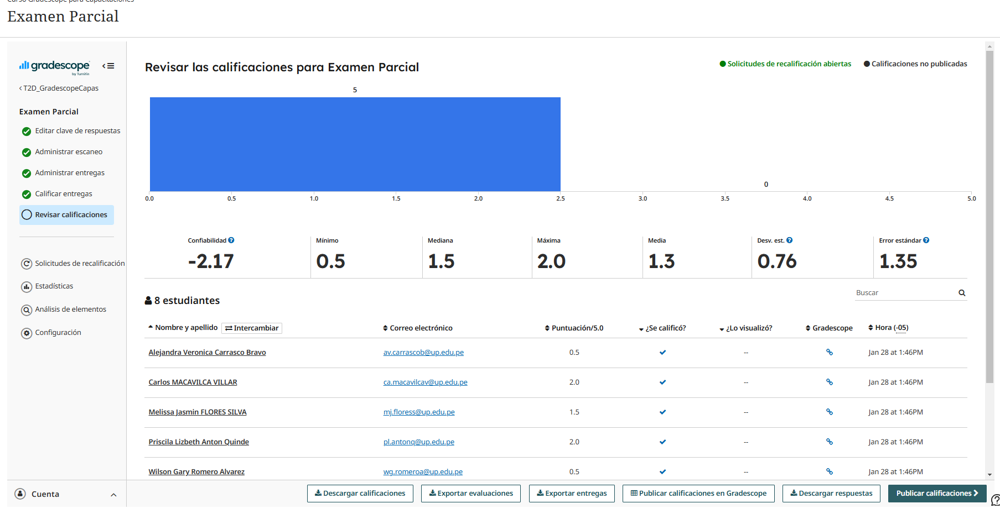 Curso Gradescope para Capacitaciones
Examen Parcial
gradescope
by Turnitin
T2D_GradescopeCapas
Examen Parcial
Editar clave de respuestas
Administrar escaneo
Administrar entregas
Calificar entregas
Revisar calificaciones
Solicitudes de recalificación
Estadísticas
Análisis de elementos
Configuración
Cuenta
Revisar las calificaciones para Examen Parcial
Solicitudes de recalificación abiertas
Calificaciones no publicadas
5
0
0.0 0.5 1.0 1.5 2.0 2.5 3.0 3.5 4.0 4.5 5.0
Confiabilidad ? Mínimo Mediana Máxima Media Desv. est. ? Error estándar ?
-2.17 0.5 1.5 2.0 1.3 0.76 1.35
8 estudiantes
Buscar
Nombre y apellido Intercambiar Correo electrónico Puntuación/5.0 ¿Se calificó? ¿Lo visualizó? Gradescope Hora (-05)
Alejandra Veronica Carrasco Bravo av.carrascob@up.edu.pe 0.5 -- Jan 28 at 1:46PM
Carlos MACAVILCA VILLAR ca.macavilcav@up.edu.pe 2.0 -- Jan 28 at 1:46PM
Melissa Jasmin FLORES SILVA mj.floress@up.edu.pe 1.5 -- Jan 28 at 1:46PM
Priscila Lizbeth Anton Quinde pl.antonq@up.edu.pe 2.0 -- Jan 28 at 1:46PM
Wilson Gary Romero Alvarez wg.romeroa@up.edu.pe 0.5 -- Jan 28 at 1:46PM
Descargar calificaciones Exportar evaluaciones Exportar entregas Publicar calificaciones en Gradescope Descargar respuestas Publicar calificaciones